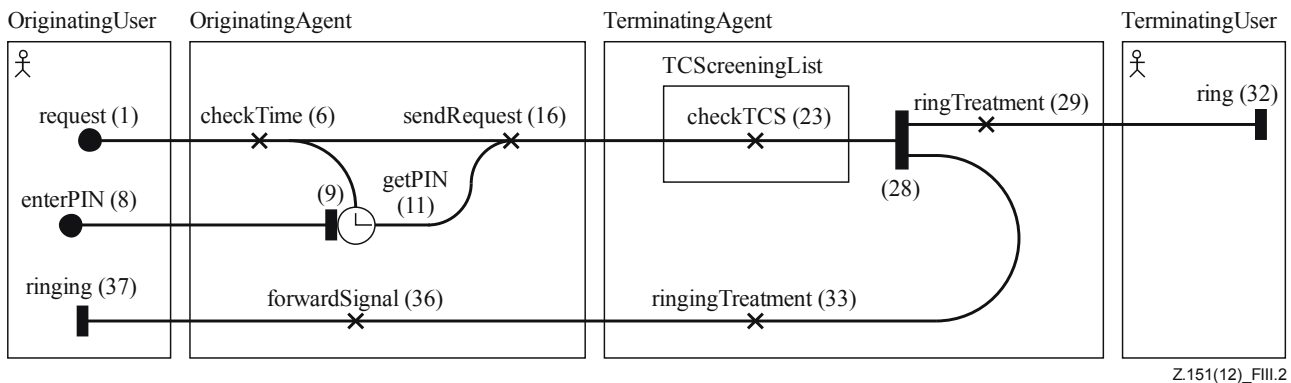 OriginatingUser
OriginatingAgent
TerminatingAgent
TerminatingUser
TCScreeningList
request (1)
checkTime (6)
sendRequest (16)
checkTCS (23)
ringTreatment (29)
ring (32)
enterPIN (8)
(9)
getPIN
(11)
(28)
ringing (37)
forwardSignal (36)
ringingTreatment (33)
Z.151(12)_FIII.2